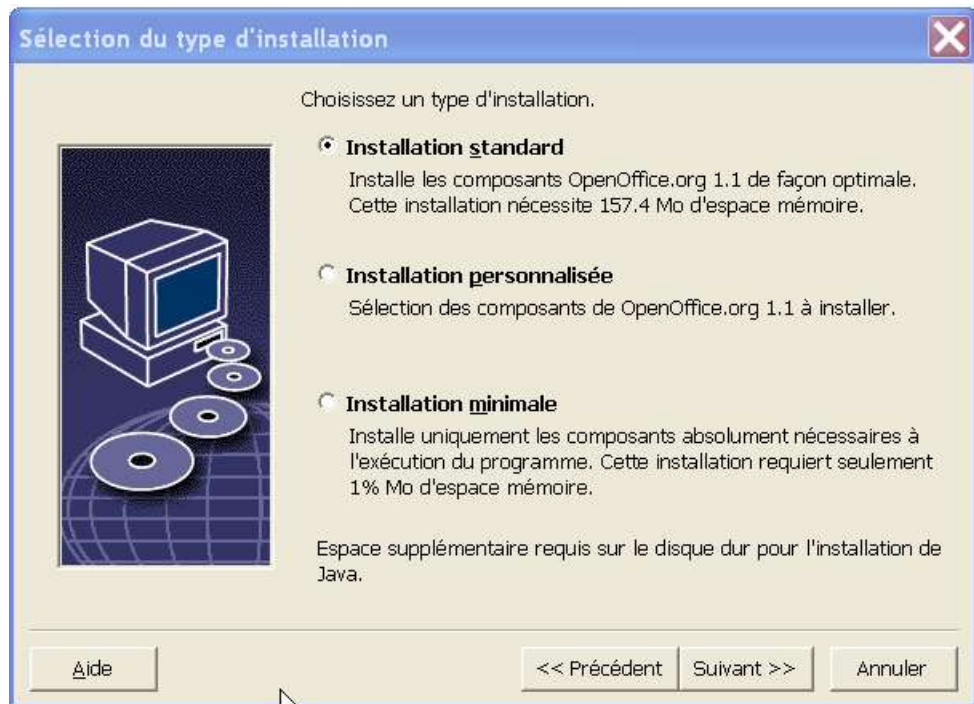 Sélection du type d'installation
Choisissez un type d'installation.
Installation standard
Installe les composants OpenOffice.org 1.1 de façon optimale.
Cette installation nécessite 157.4 Mo d'espace mémoire.
Installation personnalisée
Sélection des composants de OpenOffice.org 1.1 à installer.
Installation minimale
Installe uniquement les composants absolument nécessaires à
l'exécution du programme. Cette installation requiert seulement
1% Mo d'espace mémoire.
Espace supplémentaire requis sur le disque dur pour l'installation de
Java.
Aide
<< Précédent
Suivant >>
Annuler